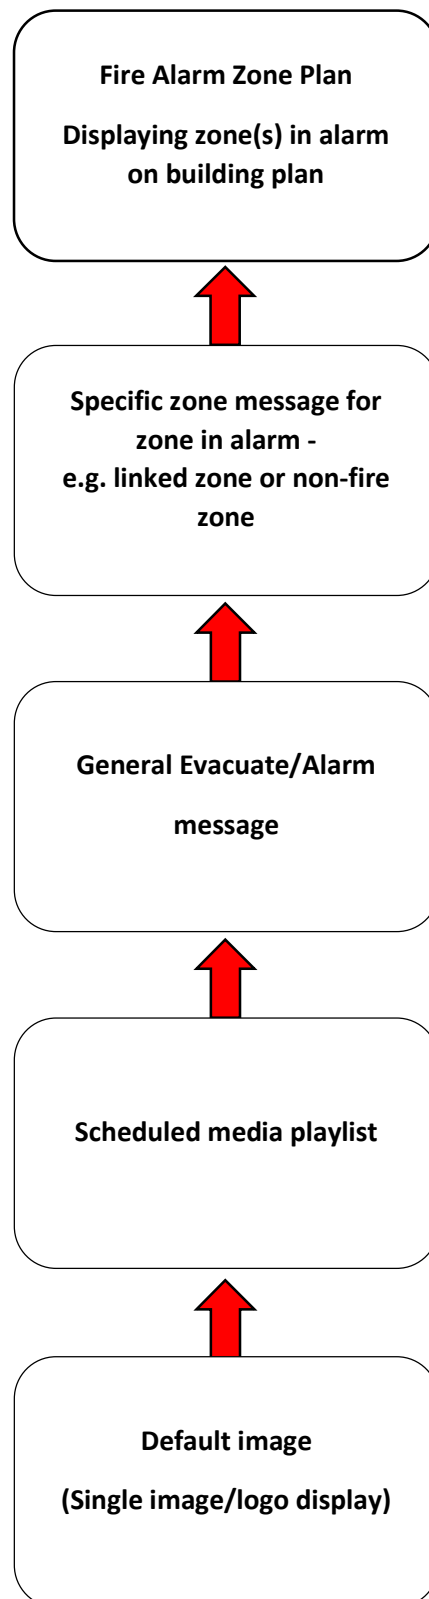 Fire Alarm Zone Plan
Displaying zone(s) in alarm
on building plan
Specific zone message for
zone in alarm -
e.g. linked zone or non-fire
zone
General Evacuate/Alarm
message
Scheduled media playlist
Default image
(Single image/logo display)